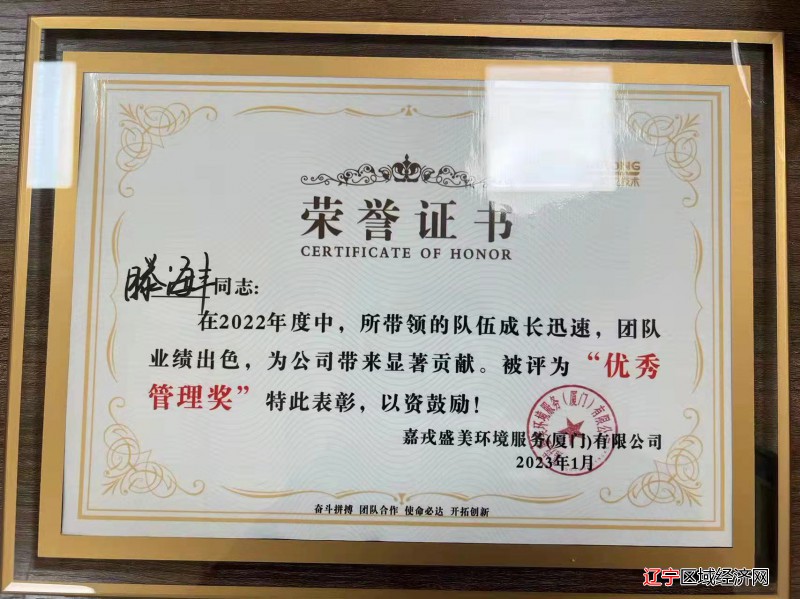 荣誉证书
CERTIFICATE OF HONOR
滕海丰同志：
在2022年度中，所带领的队伍成长迅速，团队
业绩出色，为公司带来显著贡献。被评为“优秀
管理奖”特此表彰，以资鼓励！
嘉戎盛美环境服务(厦门)有限公司
2023年1月
奋斗拼搏 团队合作 使命必达 开拓创新
辽宁区域经济网